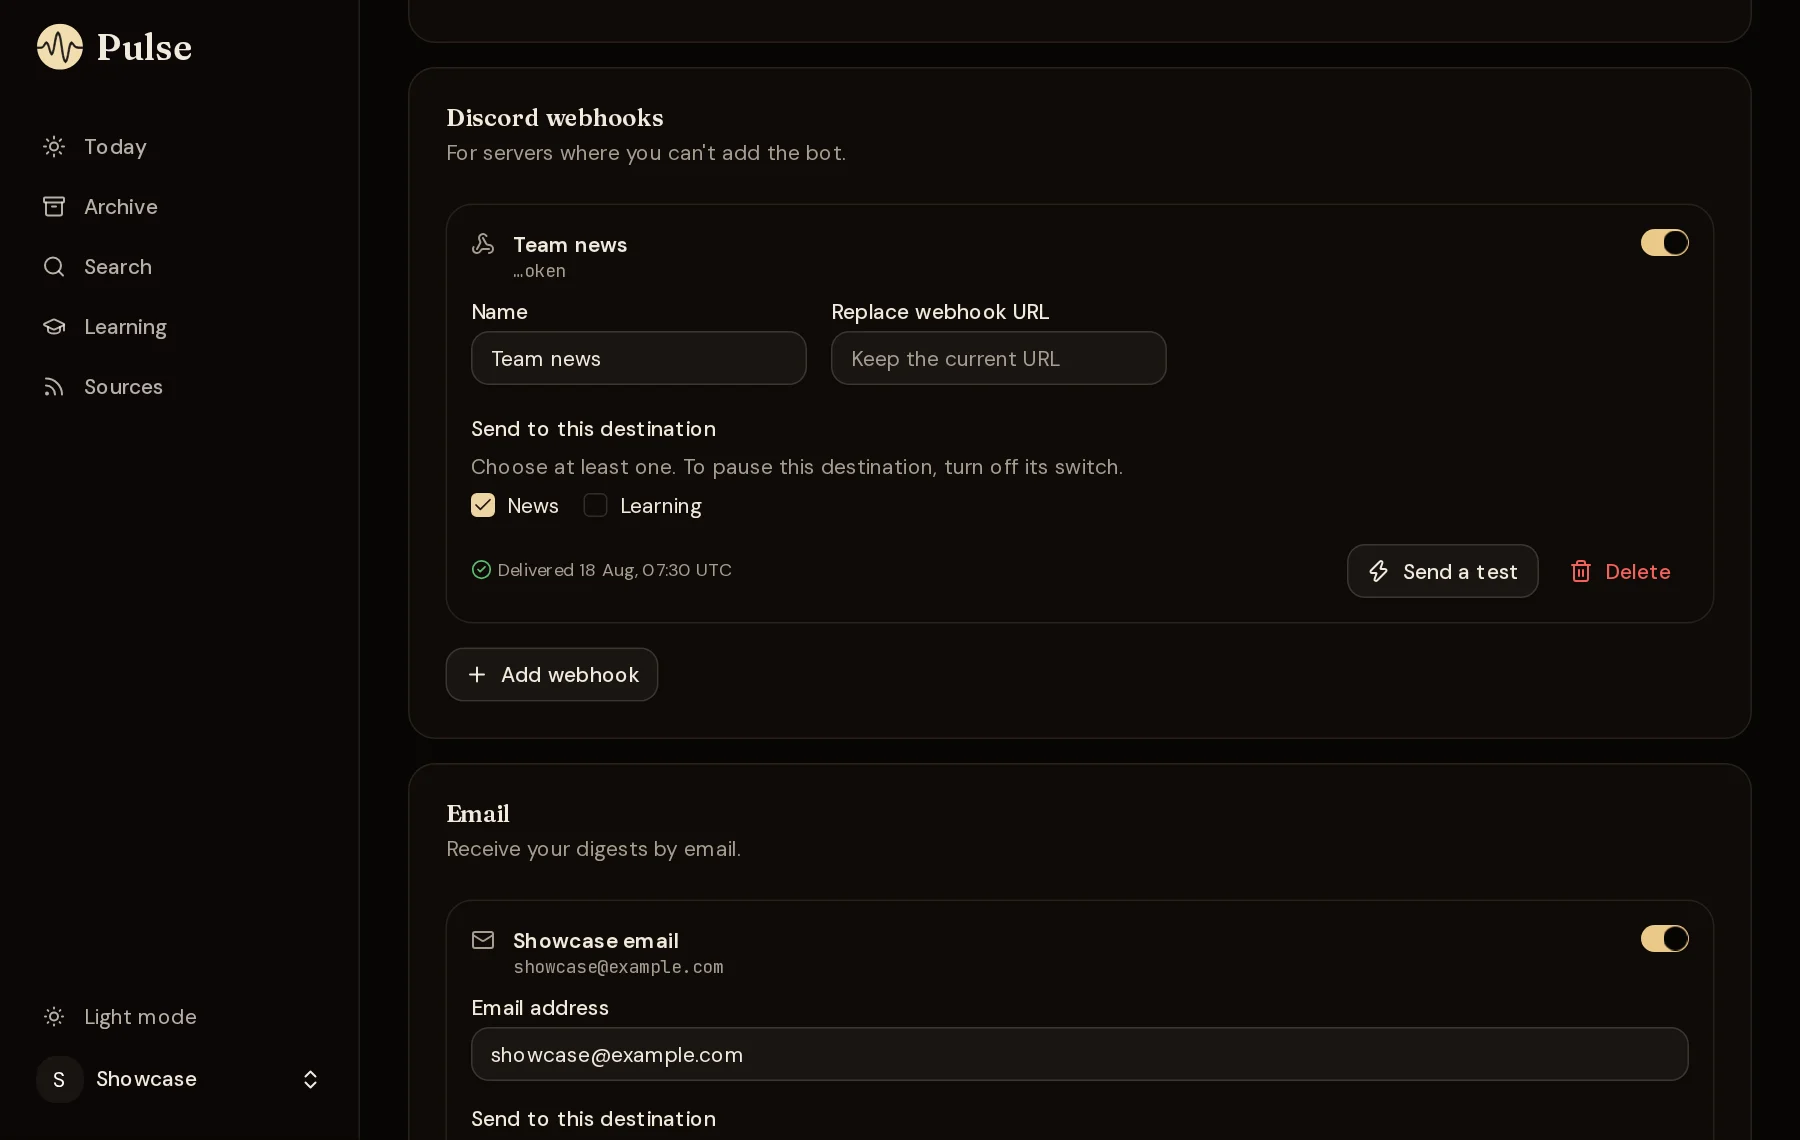 Pulse
Today
Archive
Search
Learning
Sources
Light mode
S
Showcase
Discord webhooks
For servers where you can't add the bot.
Team news
…oken
Name
Replace webhook URL
Team news
Keep the current URL
Send to this destination
Choose at least one. To pause this destination, turn off its switch.
News
Learning
Delivered 18 Aug, 07:30 UTC
Send a test
Delete
Add webhook
Email
Receive your digests by email.
Showcase email
showcase@example.com
Email address
showcase@example.com
Send to this destination